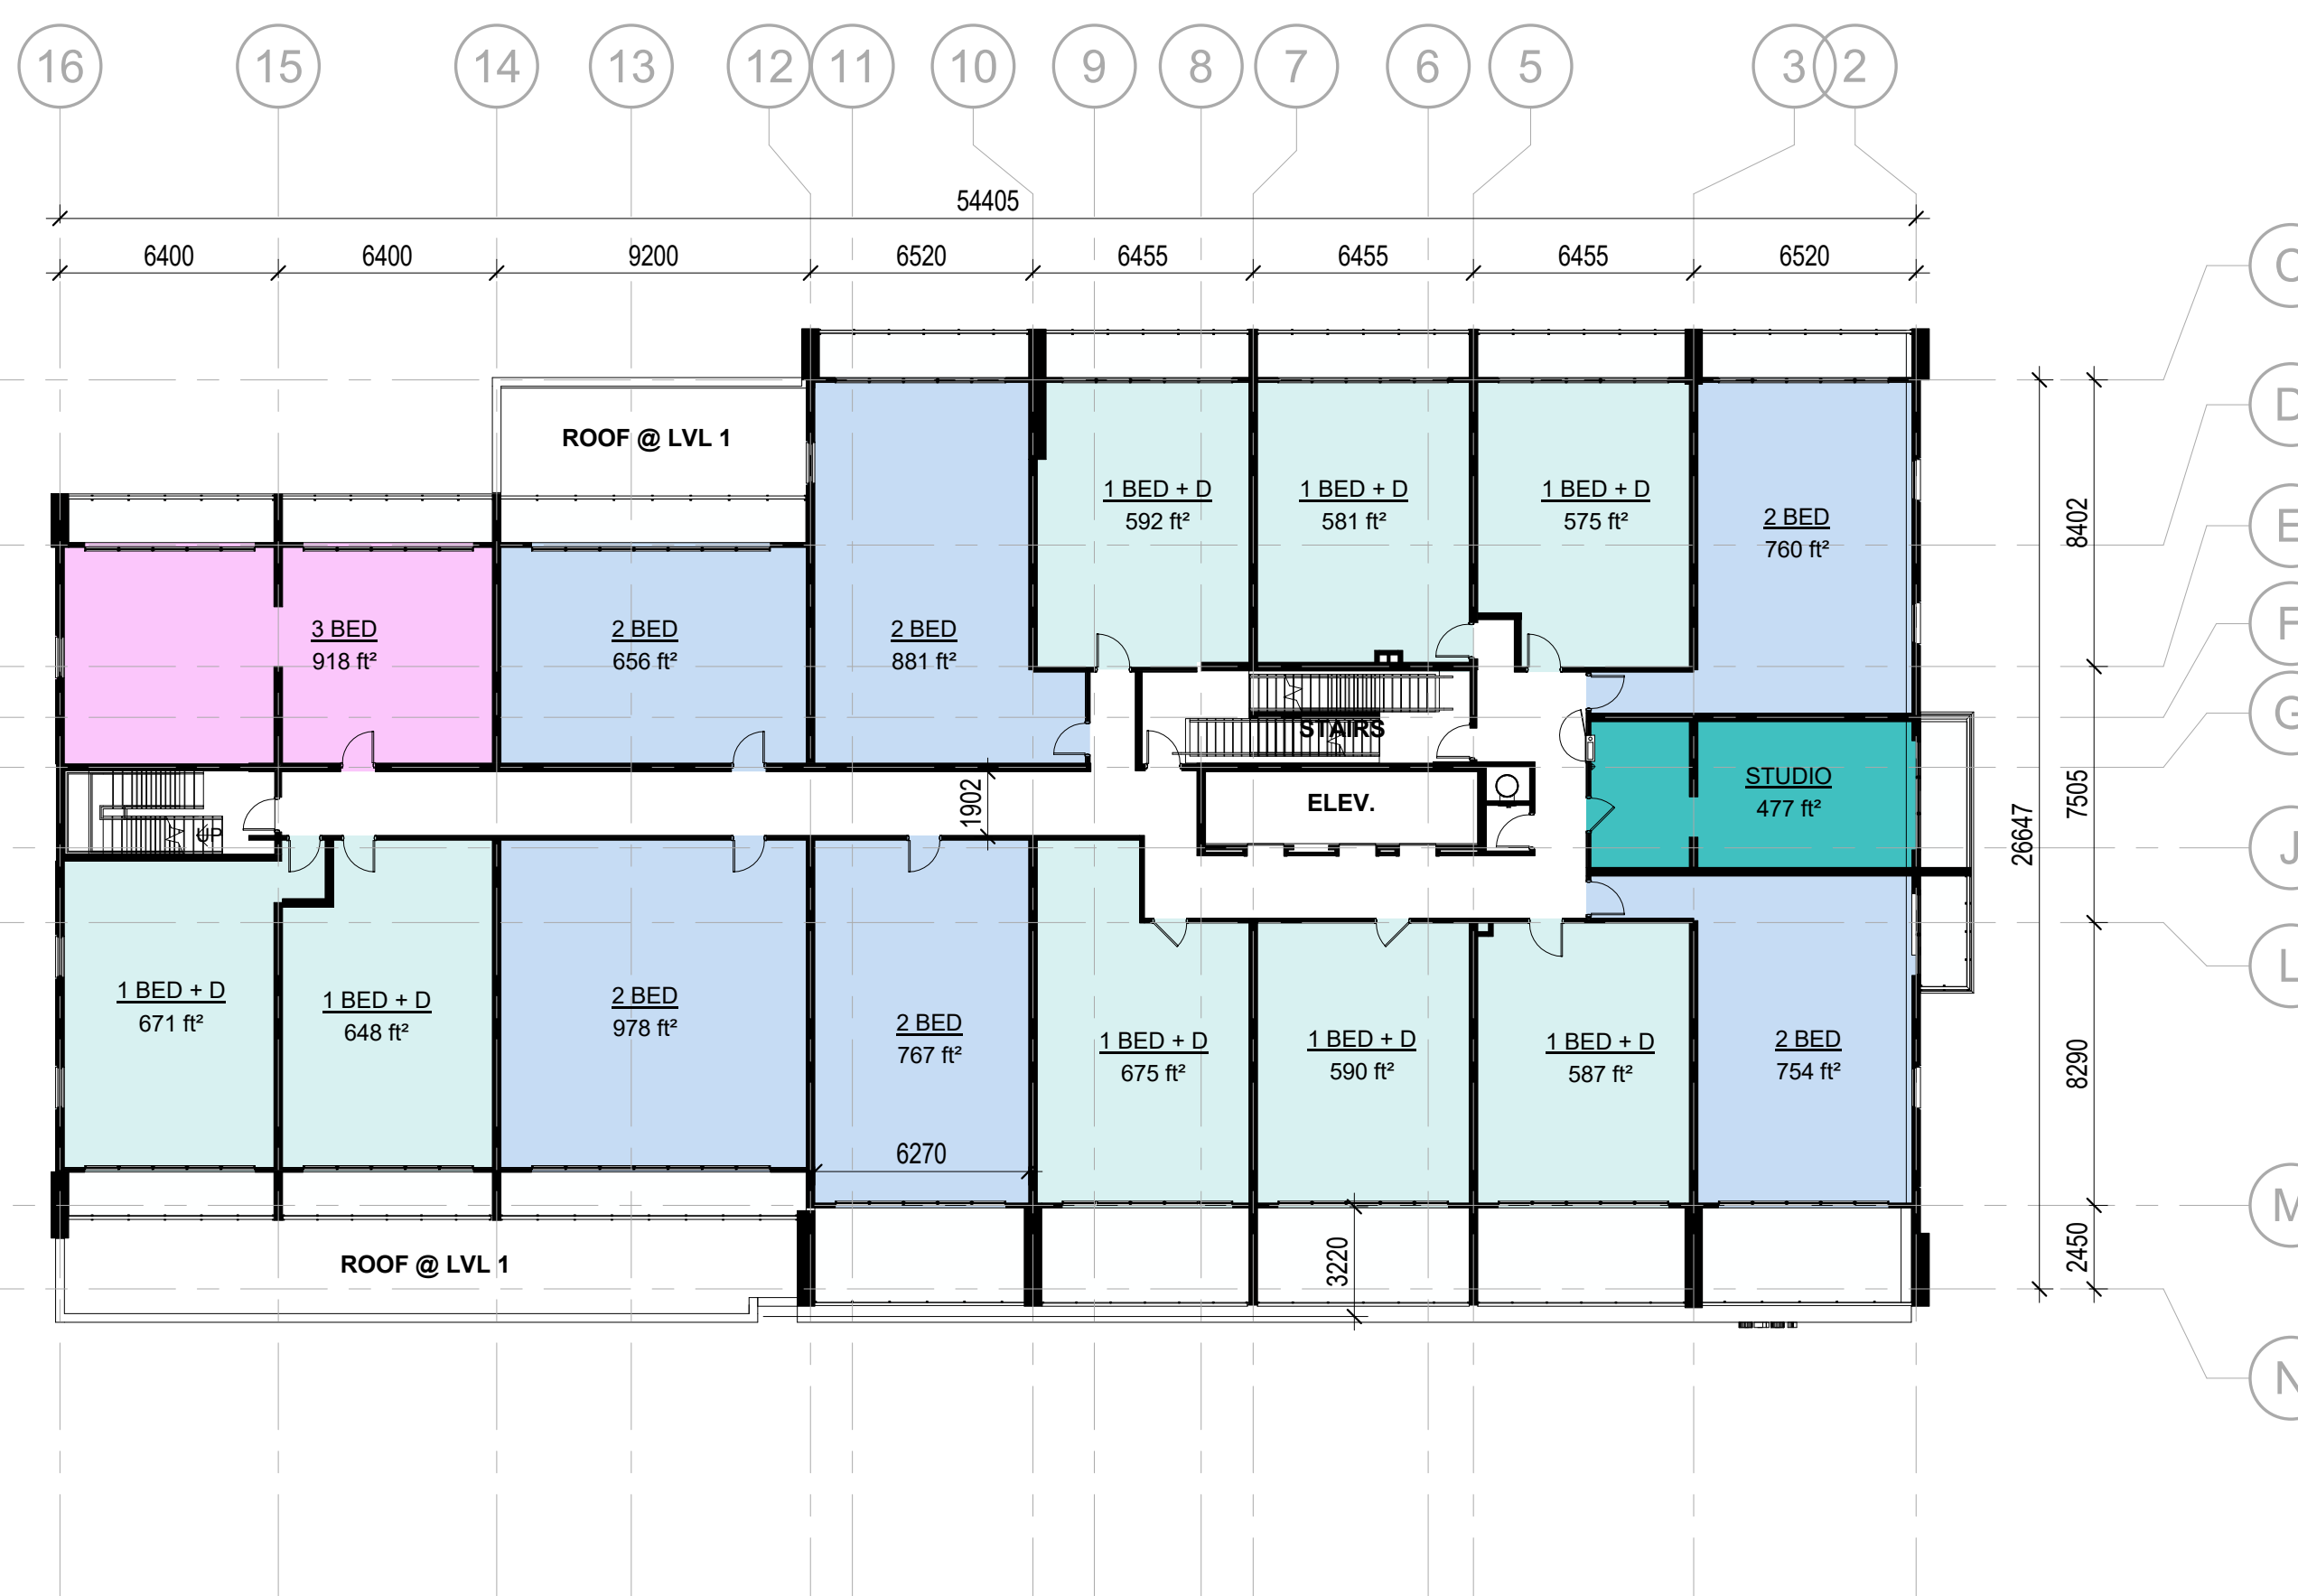 16 15 14 13 12 11 10 9 8 7 6 5 3 2
54405
6400 6400 9200 6520 6455 6455 6455 6520
C
D
E
F
G
J
L
M
N
ROOF @ LVL 1
1 BED + D
592 ft²
1 BED + D
581 ft²
1 BED + D
575 ft²
2 BED
760 ft²
8402
3 BED
918 ft²
2 BED
656 ft²
2 BED
881 ft²
STAIRS
STUDIO
477 ft²
ELEV.
1902
UP
7505
26647
1 BED + D
671 ft²
1 BED + D
648 ft²
2 BED
978 ft²
2 BED
767 ft²
1 BED + D
675 ft²
1 BED + D
590 ft²
1 BED + D
587 ft²
2 BED
754 ft²
8290
6270
3220
2450
ROOF @ LVL 1